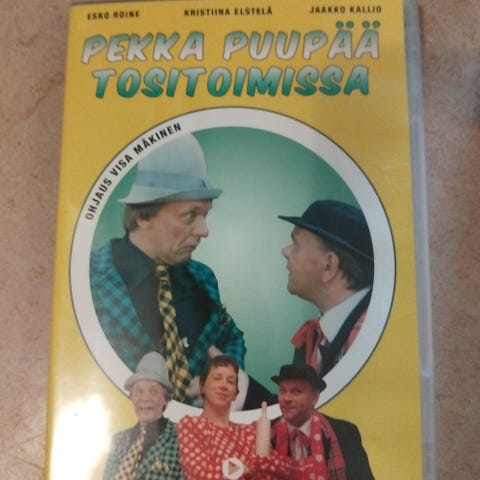 ESKO ROINE KRISTIINA ELSTELÄ JAAKKO KALLIO
PEKKA PUUPÄÄ
TOSITOIMISSA
OHJAUS VISA MÄKINEN